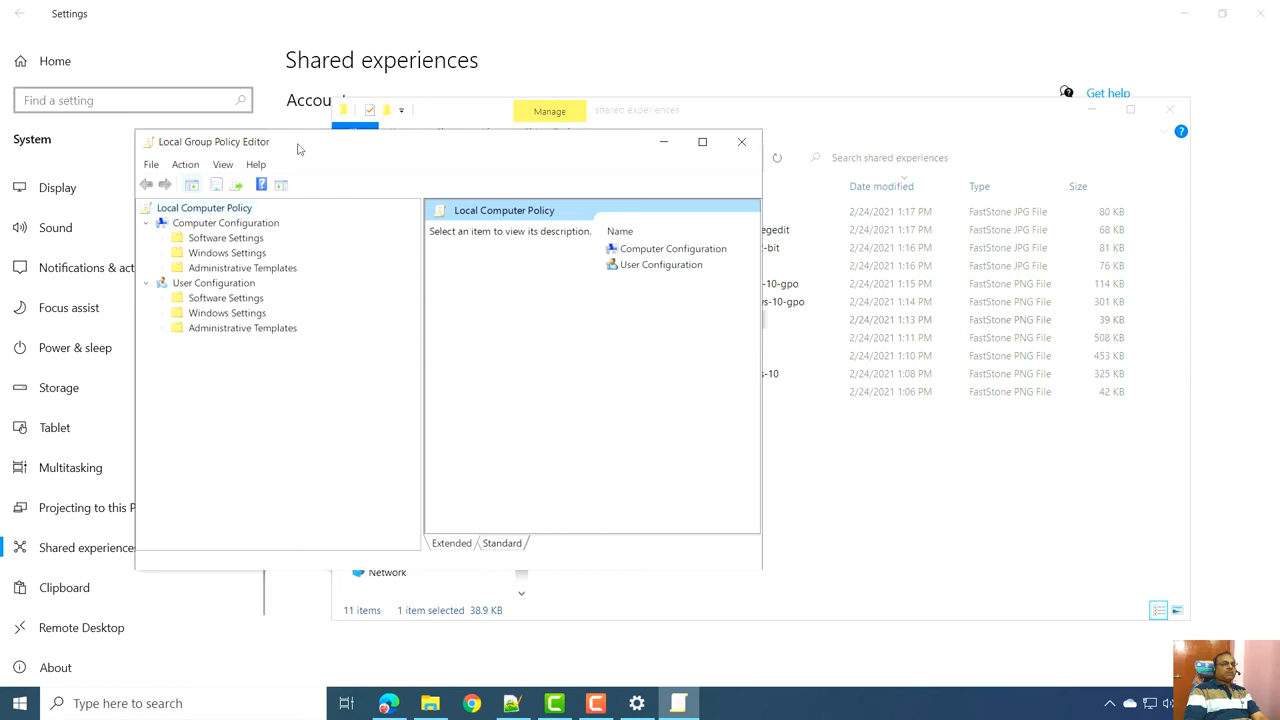 Settings
Home
Find a setting
System
Display
Sound
Notifications & act
Focus assist
Power & sleep
Storage
Tablet
Multitasking
Projecting to this P
Shared experience
Clipboard
Remote Desktop
About
Shared experiences
Accou
Get help
Manage
shared experiences
Search shared experiences
Date modified Type Size
2/24/2021 1:17 PM FastStone JPG File 80 KB
egedit 2/24/2021 1:17 PM FastStone JPG File 68 KB
-bit 2/24/2021 1:16 PM FastStone JPG File 81 KB
2/24/2021 1:16 PM FastStone JPG File 76 KB
-10-gpo 2/24/2021 1:15 PM FastStone PNG File 114 KB
s-10-gpo 2/24/2021 1:14 PM FastStone PNG File 301 KB
2/24/2021 1:13 PM FastStone PNG File 39 KB
2/24/2021 1:11 PM FastStone PNG File 508 KB
2/24/2021 1:10 PM FastStone PNG File 453 KB
s-10 2/24/2021 1:08 PM FastStone PNG File 325 KB
2/24/2021 1:06 PM FastStone PNG File 42 KB
Network
11 items 1 item selected 38.9 KB
Local Group Policy Editor
File Action View Help
Local Computer Policy
Computer Configuration
Software Settings
Windows Settings
Administrative Templates
User Configuration
Software Settings
Windows Settings
Administrative Templates
Local Computer Policy
Select an item to view its description.
Name
Computer Configuration
User Configuration
Extended Standard
Type here to search